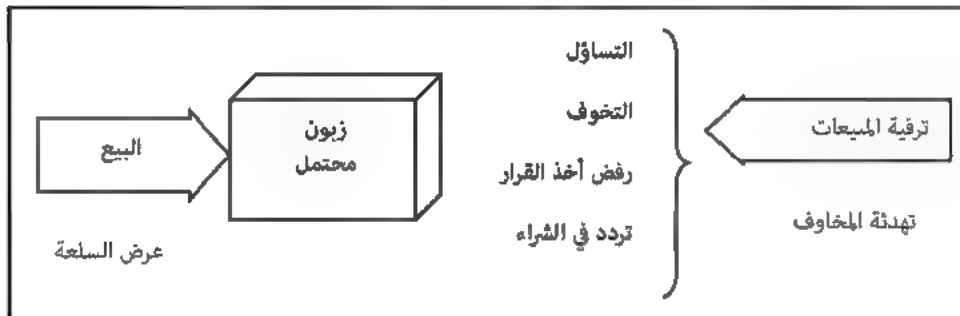 التساؤل
التخوف
رفض أخذ القرار
تردد في الشراء
ترقية المبيعات
تهدئة المخاوف
زبون
محتمل
البيع
عرض السلعة